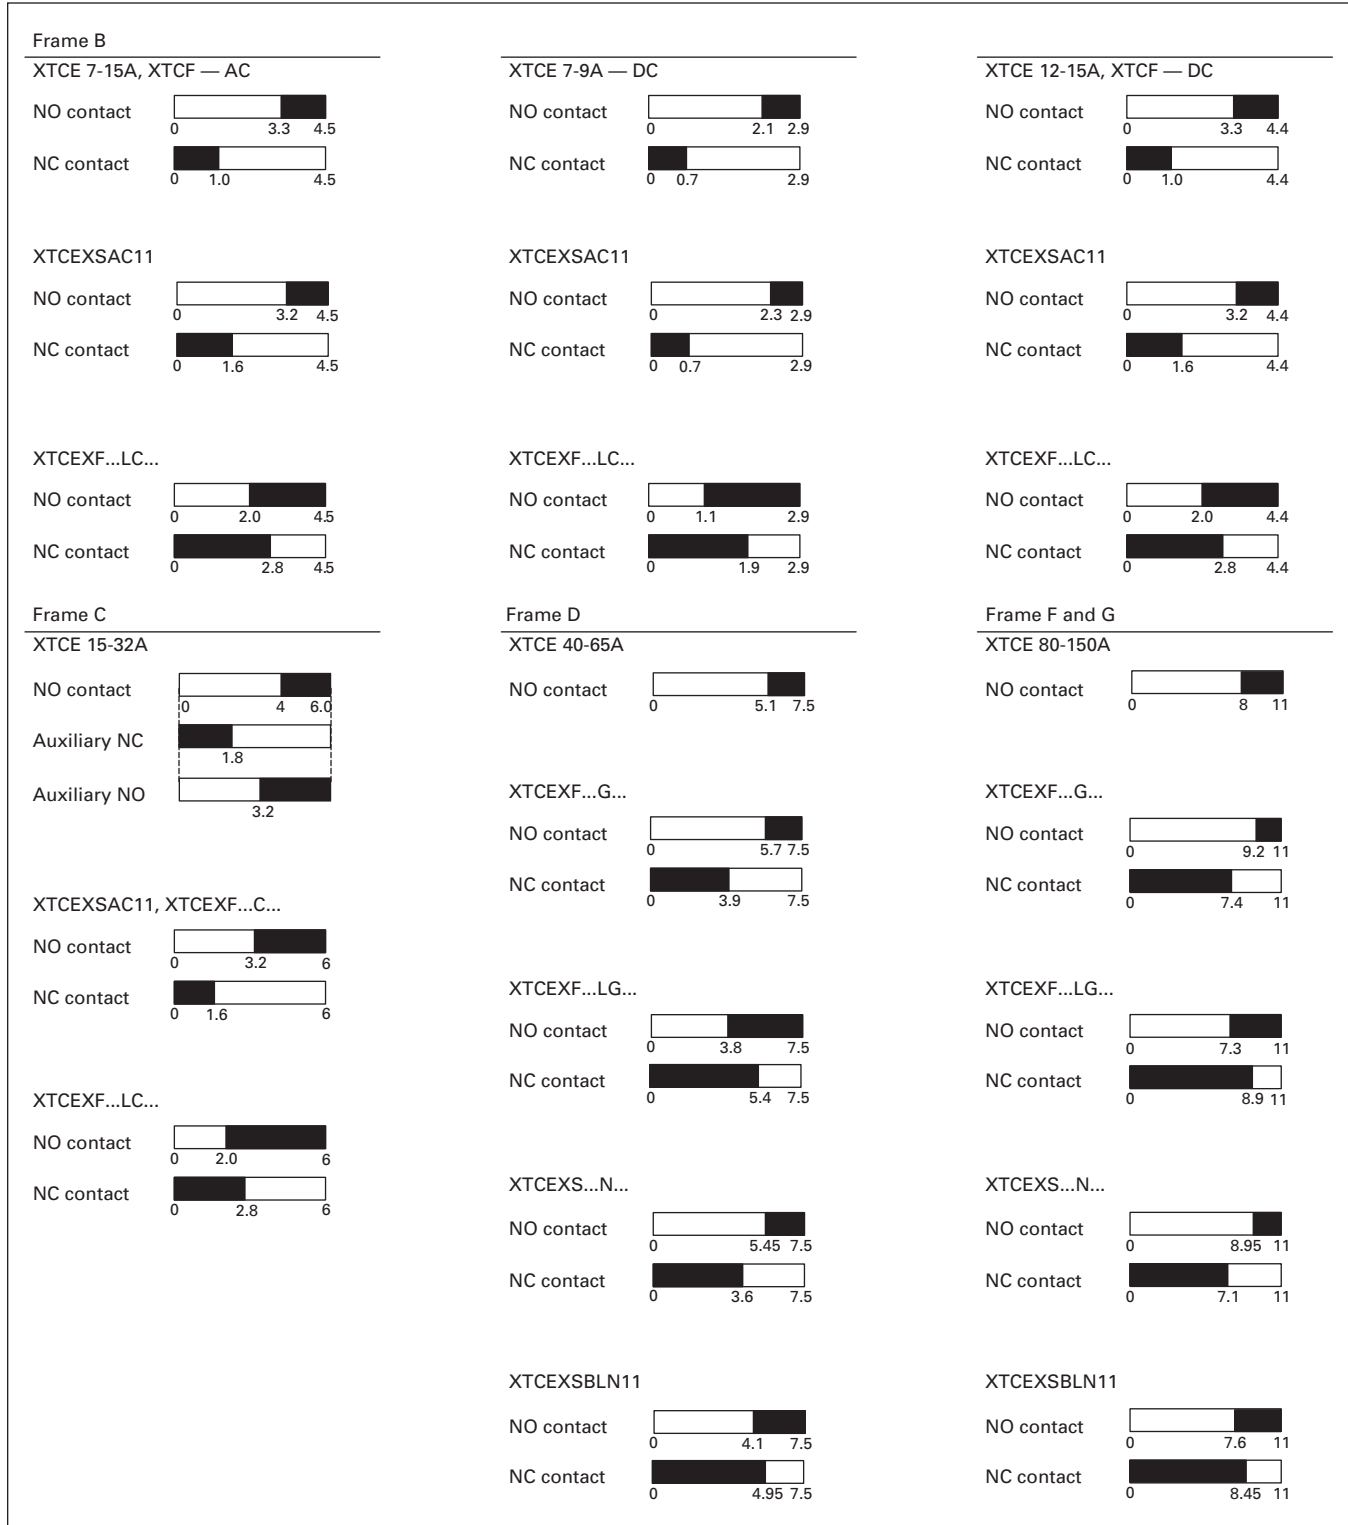 Frame B
XTCE 7-15A, XTCF — AC
NO contact
0 3.3 4.5
NC contact
0 1.0 4.5
XTCEXSAC11
NO contact
0 3.2 4.5
NC contact
0 1.6 4.5
XTCEXF...LC...
NO contact
0 2.0 4.5
NC contact
0 2.8 4.5
XTCE 7-9A — DC
NO contact
0 2.1 2.9
NC contact
0 0.7 2.9
XTCEXSAC11
NO contact
0 2.3 2.9
NC contact
0 0.7 2.9
XTCEXF...LC...
NO contact
0 1.1 2.9
NC contact
0 1.9 2.9
XTCE 12-15A, XTCF — DC
NO contact
0 3.3 4.4
NC contact
0 1.0 4.4
XTCEXSAC11
NO contact
0 3.2 4.4
NC contact
0 1.6 4.4
XTCEXF...LC...
NO contact
0 2.0 4.4
NC contact
0 2.8 4.4
Frame C
XTCE 15-32A
NO contact
0 4 6.0
Auxiliary NC
1.8
Auxiliary NO
3.2
XTCEXSAC11, XTCEXF...C...
NO contact
0 3.2 6
NC contact
0 1.6 6
XTCEXF...LC...
NO contact
0 2.0 6
NC contact
0 2.8 6
Frame D
XTCE 40-65A
NO contact
0 5.1 7.5
XTCEXF...G...
NO contact
0 5.7 7.5
NC contact
0 3.9 7.5
XTCEXF...LG...
NO contact
0 3.8 7.5
NC contact
0 5.4 7.5
XTCEXS...N...
NO contact
0 5.45 7.5
NC contact
0 3.6 7.5
XTCEXSBLN11
NO contact
0 4.1 7.5
NC contact
0 4.95 7.5
Frame F and G
XTCE 80-150A
NO contact
0 8 11
XTCEXF...G...
NO contact
0 9.2 11
NC contact
0 7.4 11
XTCEXF...LG...
NO contact
0 7.3 11
NC contact
0 8.9 11
XTCEXS...N...
NO contact
0 8.95 11
NC contact
0 7.1 11
XTCEXSBLN11
NO contact
0 7.6 11
NC contact
0 8.45 11